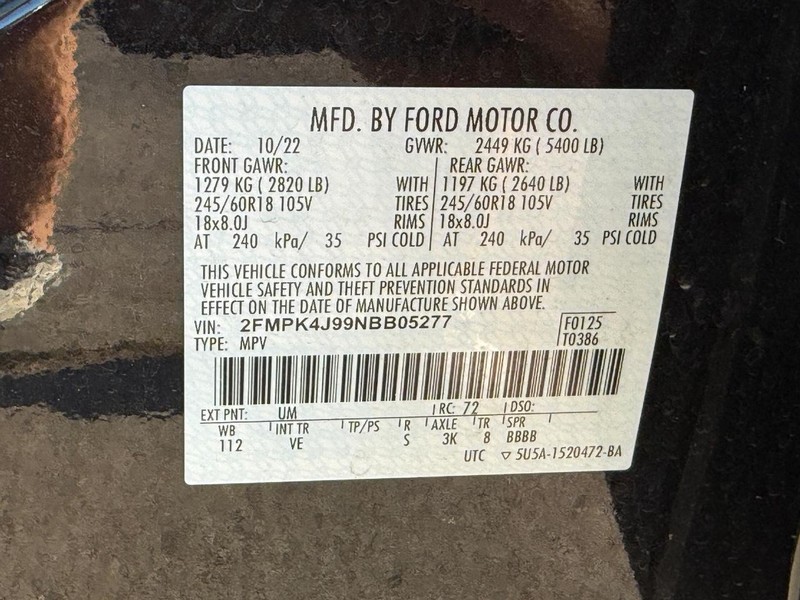 MFD. BY FORD MOTOR CO.
DATE: 10/22 GVWR: 2449 KG ( 5400 LB)
FRONT GAWR: REAR GAWR:
1279 KG ( 2820 LB) WITH 1197 KG ( 2640 LB) WITH
245/60R18 105V TIRES 245/60R18 105V TIRES
18x8.0J RIMS 18x8.0J RIMS
AT 240 kPa/ 35 PSI COLD AT 240 kPa/ 35 PSI COLD
THIS VEHICLE CONFORMS TO ALL APPLICABLE FEDERAL MOTOR
VEHICLE SAFETY AND THEFT PREVENTION STANDARDS IN
EFFECT ON THE DATE OF MANUFACTURE SHOWN ABOVE.
VIN: 2FMPK4J99NBB05277 F0125
TYPE: MPV T0386
EXT PNT: UM RC: 72 DSO:
WB INT TR TP/PS R AXLE TR SPR
112 VE S 3K 8 BBBB
UTC ▽ 5U5A-1520472-BA